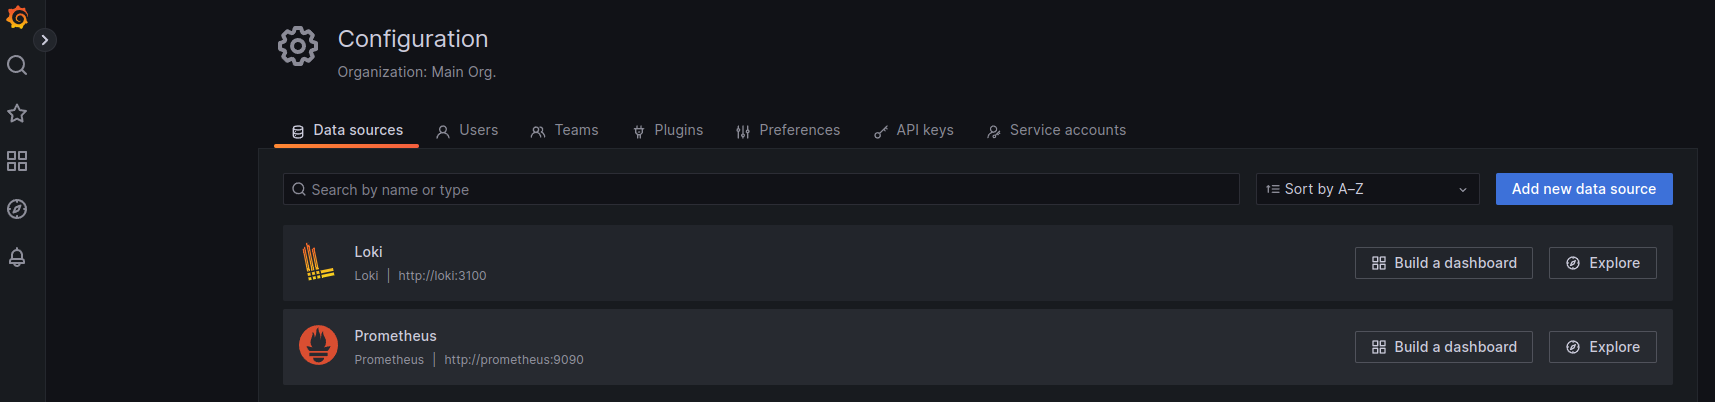 Configuration
Organization: Main Org.
Data sources Users Teams Plugins Preferences API keys Service accounts
Search by name or type Sort by A–Z Add new data source
Loki
Loki | http://loki:3100
Build a dashboard Explore
Prometheus
Prometheus | http://prometheus:9090
Build a dashboard Explore